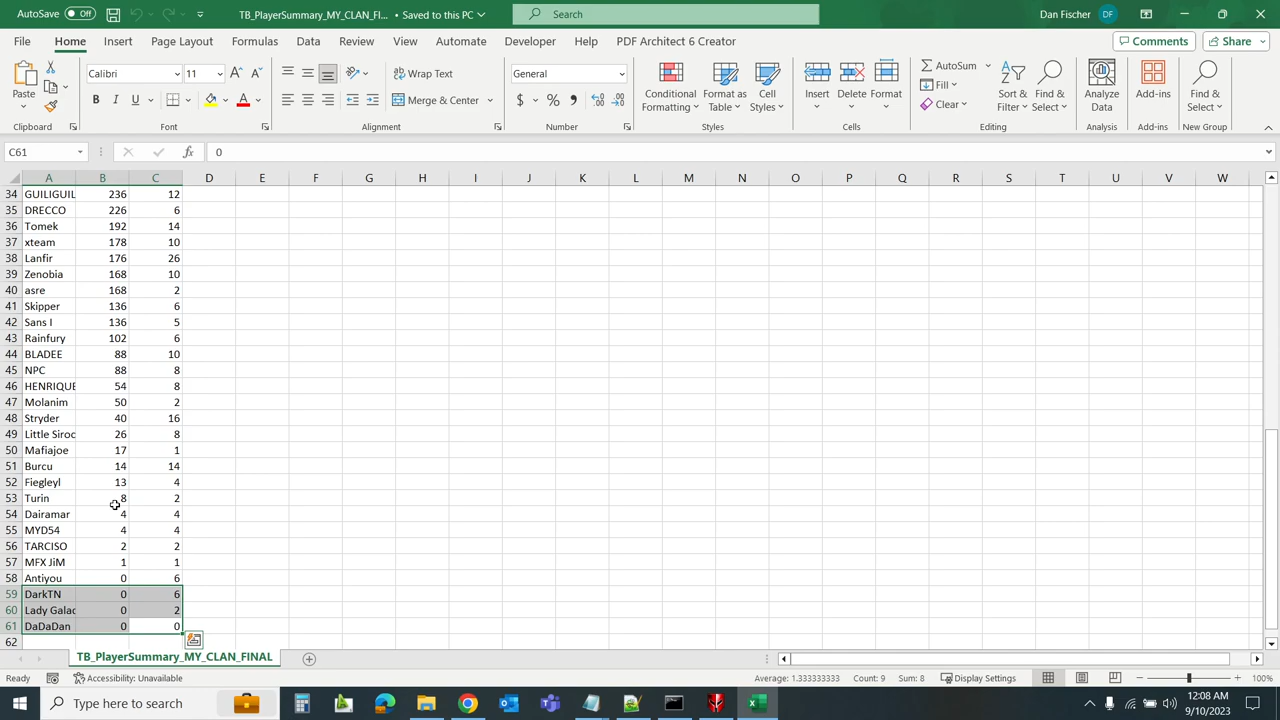 AutoSave Off TB_PlayerSummary_MY_CLAN_FI... • Saved to this PC Search Dan Fischer DF
File Home Insert Page Layout Formulas Data Review View Automate Developer Help PDF Architect 6 Creator Comments Share
Paste Calibri 11 Wrap Text General Conditional Formatting Format as Table Cell Styles Insert Delete Format AutoSum Sort & Filter Find & Select Analyze Data Add-ins Find & Select
B I U Merge & Center $ % Fill Clear
Clipboard Font Alignment Number Styles Cells Editing Analysis Add-ins New Group
C61 fx 0
A B C D E F G H I J K L M N O P Q R S T U V W
34 GUILIGUIL 236 12
35 DRECCO 226 6
36 Tomek 192 14
37 xteam 178 10
38 Lanfir 176 26
39 Zenobia 168 10
40 asre 168 2
41 Skipper 136 6
42 Sans I 136 5
43 Rainfury 102 6
44 BLADEE 88 10
45 NPC 88 8
46 HENRIQUE 54 8
47 Molanim 50 2
48 Stryder 40 16
49 Little Siroc 26 8
50 Mafiajoe 17 1
51 Burcu 14 14
52 Fiegleyl 13 4
53 Turin 8 2
54 Dairamar 4 4
55 MYD54 4 4
56 TARCISO 2 2
57 MFX JiM 1 1
58 Antiyou 0 6
59 DarkTN 0 6
60 Lady Galac 0 2
61 DaDaDan 0 0
62
TB_PlayerSummary_MY_CLAN_FINAL
Ready Accessibility: Unavailable Average: 1.333333333 Count: 9 Sum: 8 Display Settings 100%
Type here to search 12:08 AM
9/10/2023